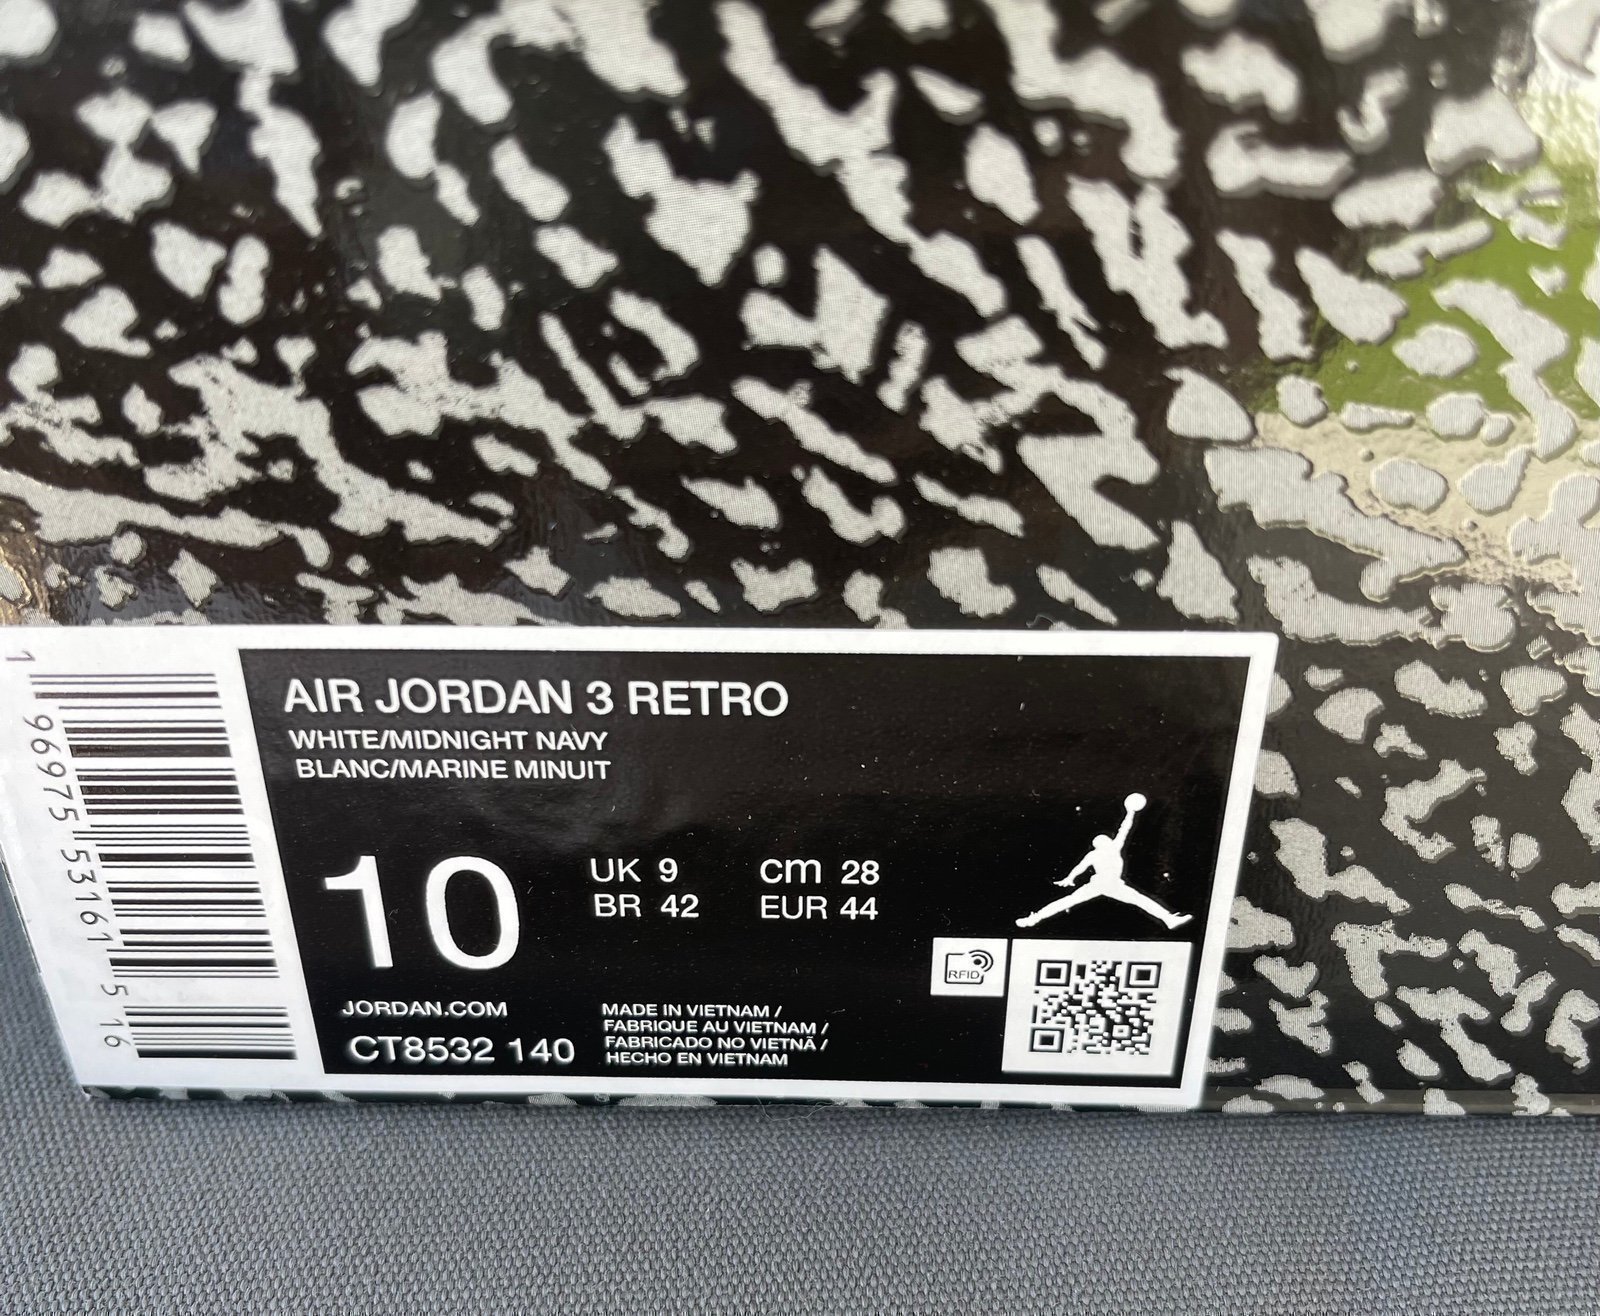 AIR JORDAN 3 RETRO
WHITE/MIDNIGHT NAVY
BLANC/MARINE MINUIT
10
UK 9
BR 42
cm 28
EUR 44
JORDAN.COM
CT8532 140
MADE IN VIETNAM /
FABRIQUE AU VIETNAM /
FABRICADO NO VIETNÃ /
HECHO EN VIETNAM
RFID
1 96975 53161 5 16